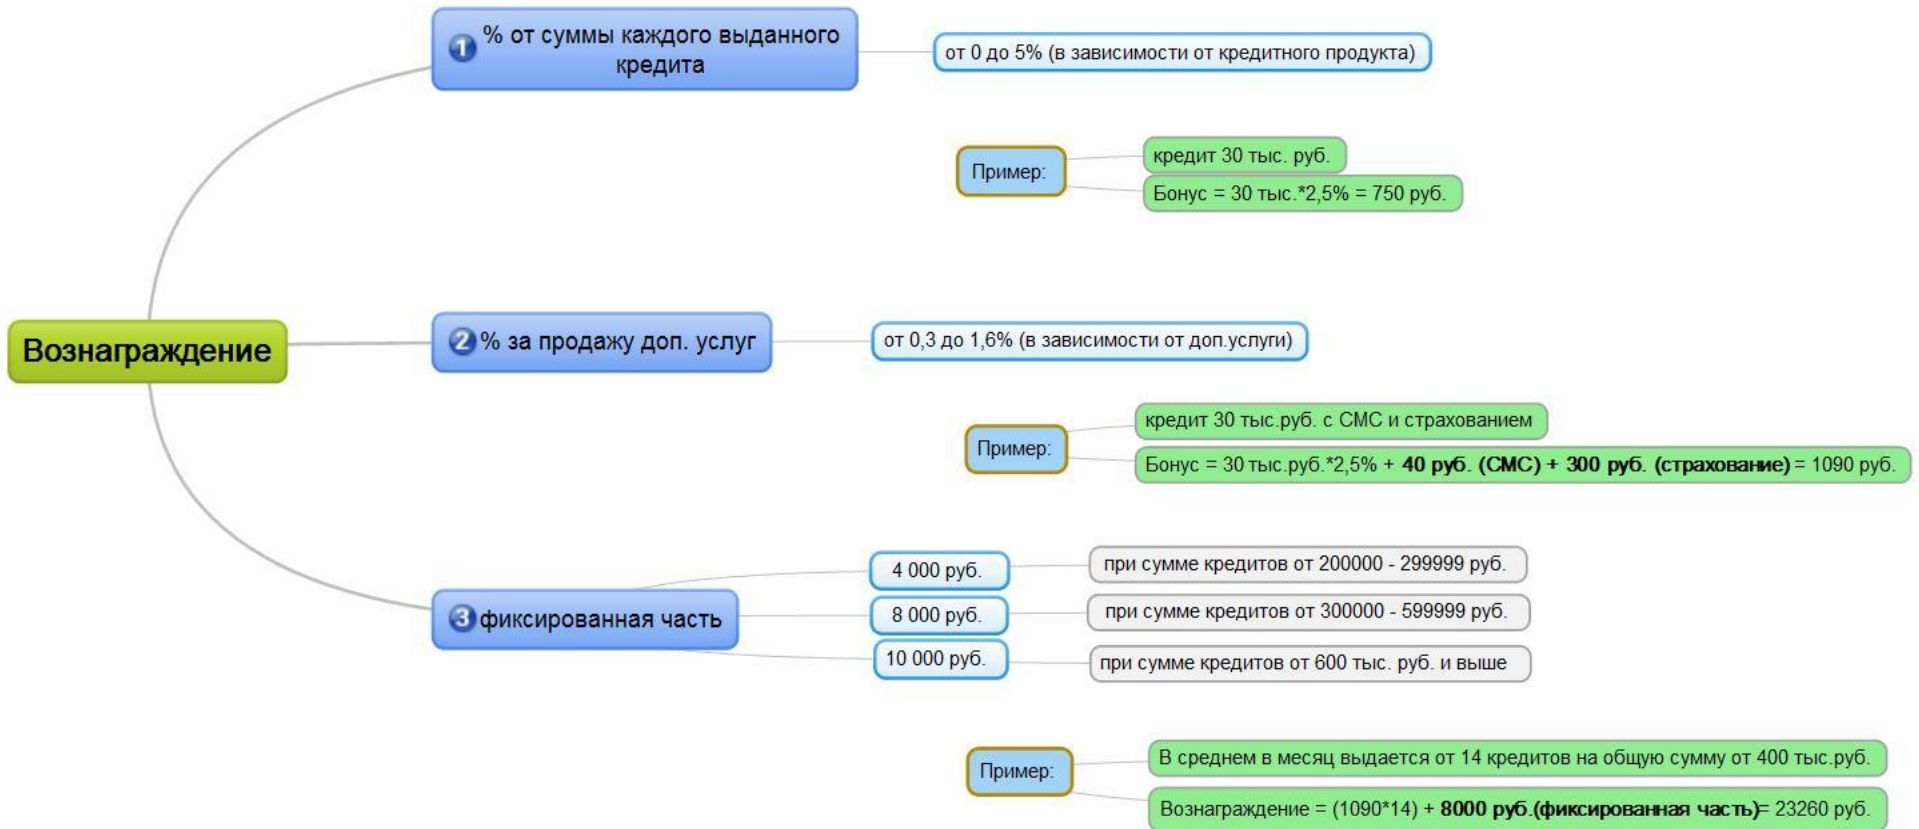 1 % от суммы каждого выданного
кредита
от 0 до 5% (в зависимости от кредитного продукта)
Пример:
кредит 30 тыс. руб.
Бонус = 30 тыс.*2,5% = 750 руб.
Вознаграждение
2 % за продажу доп. услуг
от 0,3 до 1,6% (в зависимости от доп.услуги)
Пример:
кредит 30 тыс.руб. с СМС и страхованием
Бонус = 30 тыс.руб.*2,5% + 40 руб. (СМС) + 300 руб. (страхование) = 1090 руб.
3 фиксированная часть
4 000 руб.
при сумме кредитов от 200000 - 299999 руб.
8 000 руб.
при сумме кредитов от 300000 - 599999 руб.
10 000 руб.
при сумме кредитов от 600 тыс. руб. и выше
Пример:
В среднем в месяц выдается от 14 кредитов на общую сумму от 400 тыс.руб.
Вознаграждение = (1090*14) + 8000 руб.(фиксированная часть)= 23260 руб.